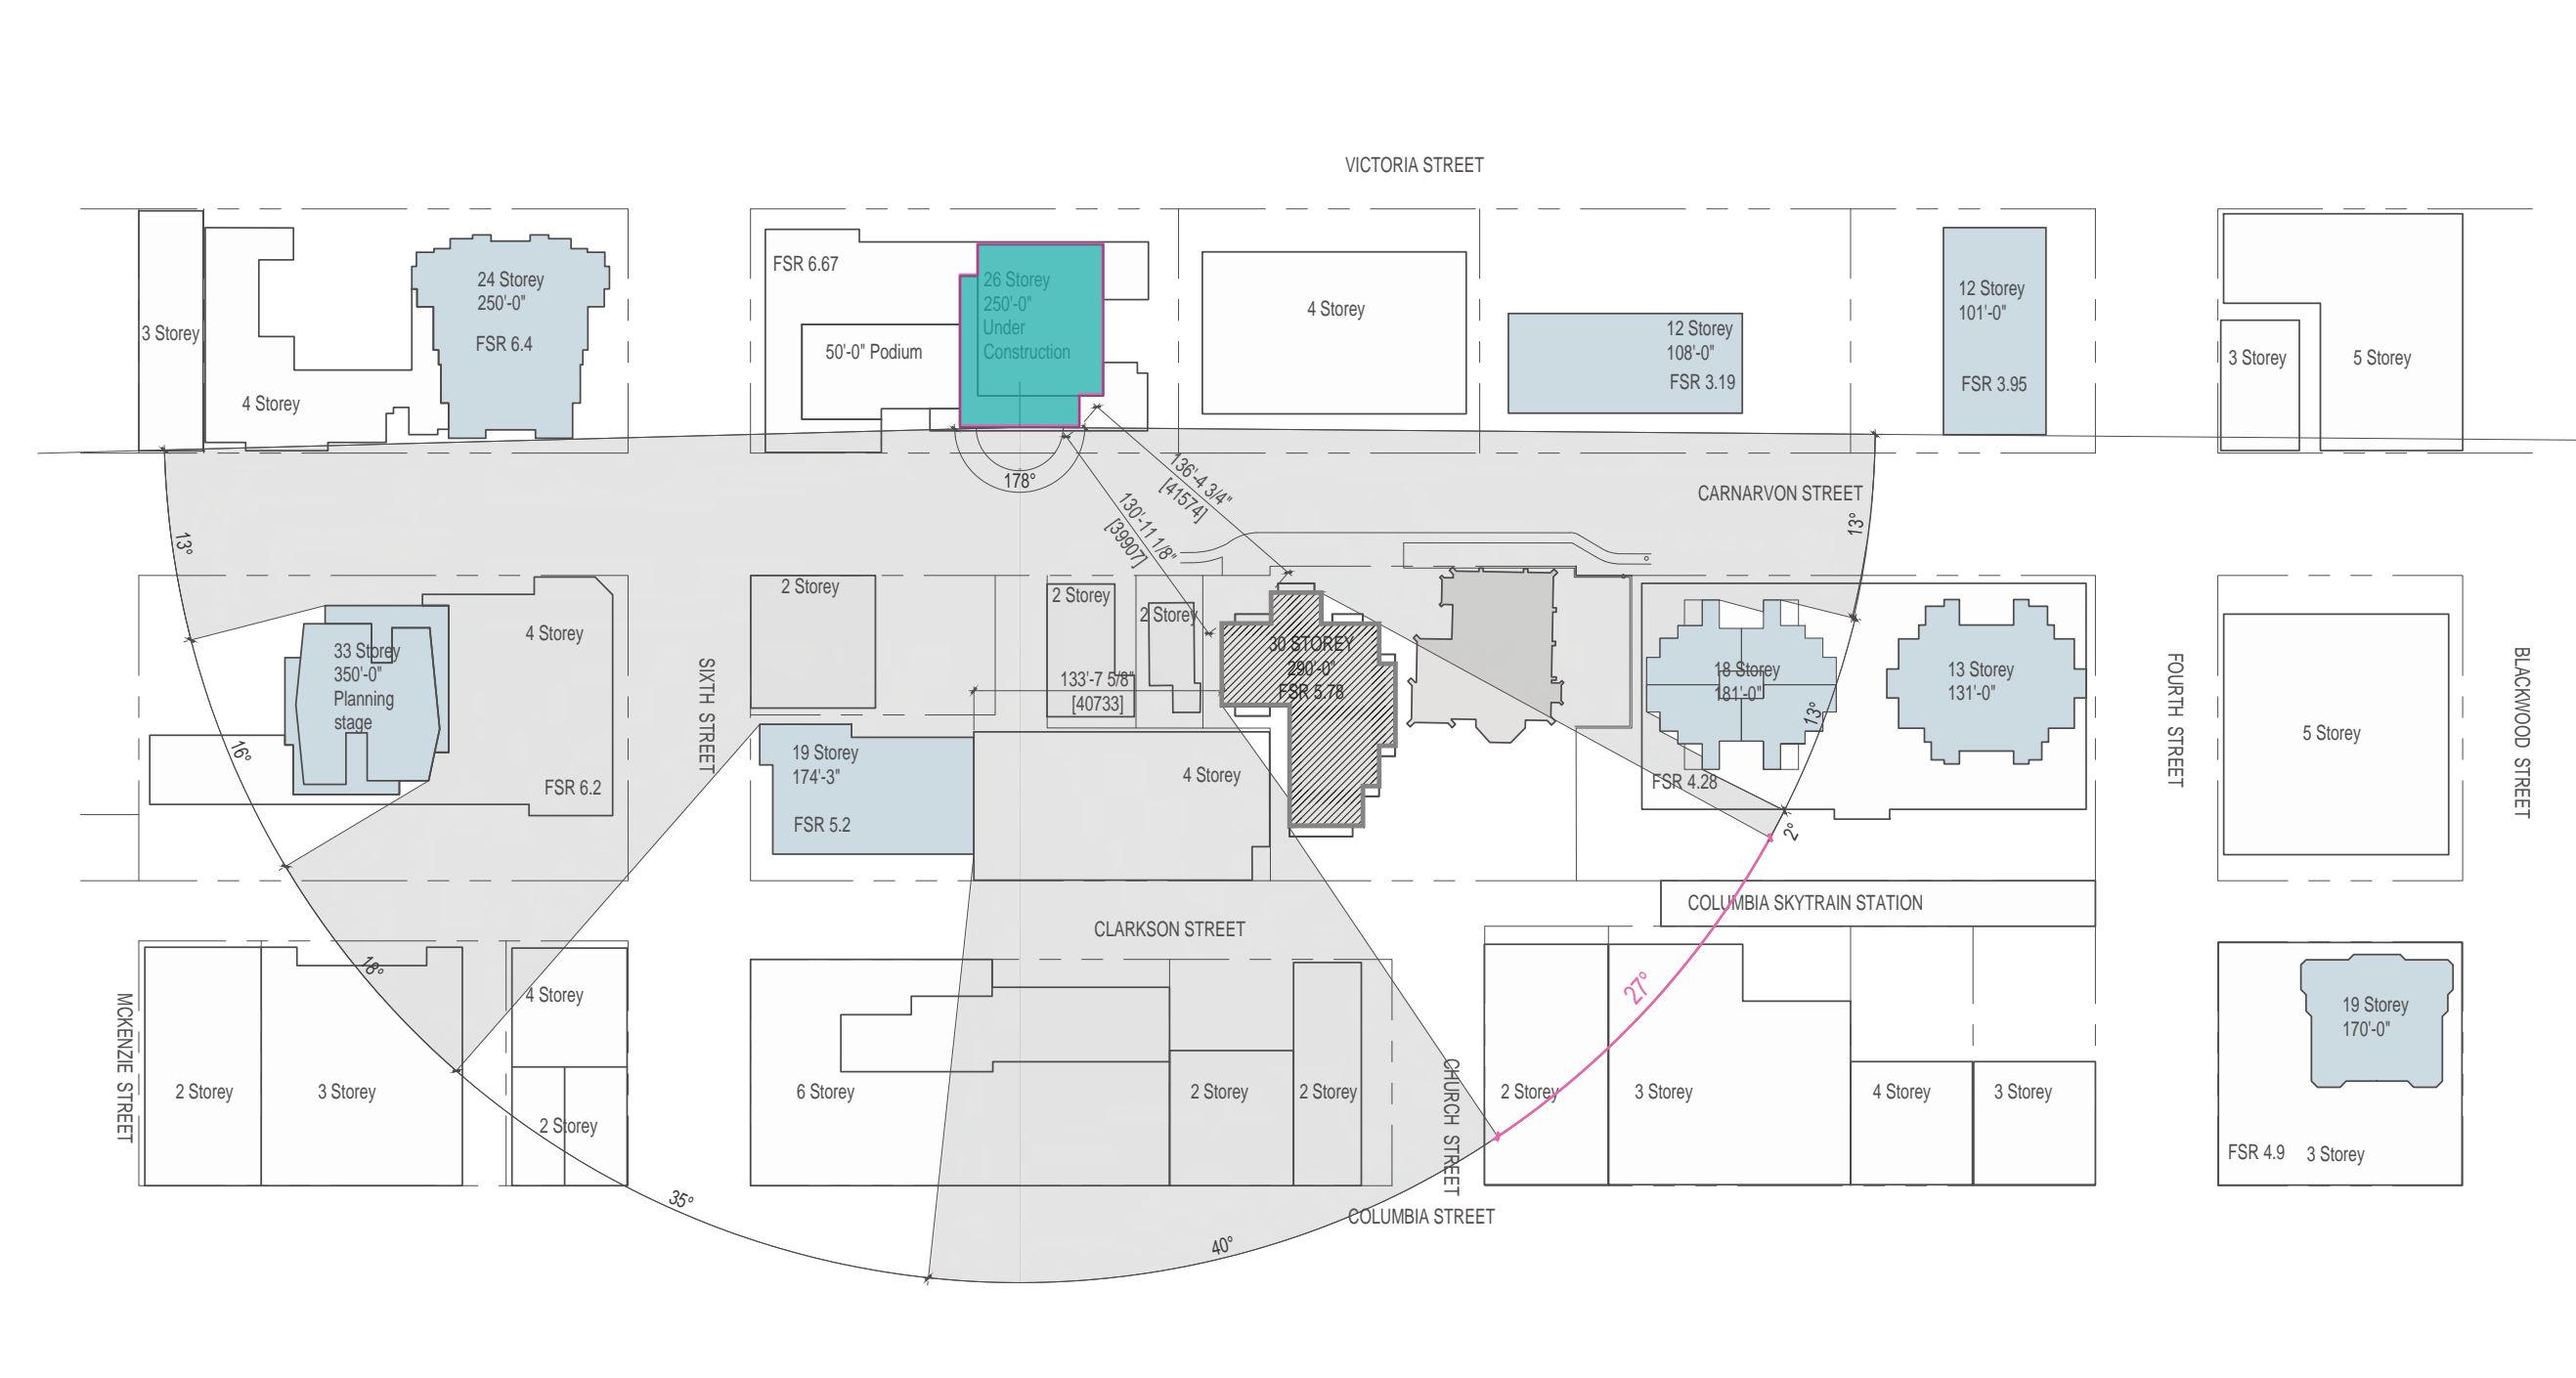 VICTORIA STREET
3 Storey
4 Storey
24 Storey
250'-0"
FSR 6.4
FSR 6.67
50'-0" Podium
26 Storey
250'-0"
Under
Construction
4 Storey
12 Storey
108'-0"
FSR 3.19
12 Storey
101'-0"
FSR 3.95
3 Storey
5 Storey
178°
136'-4 3/4"
[41574]
130'-11 1/8"
[39907]
CARNARVON STREET
13°
13°
33 Storey
350'-0"
Planning
stage
4 Storey
FSR 6.2
16°
SIXTH STREET
2 Storey
2 Storey
2 Storey
133'-7 5/8"
[40733]
19 Storey
174'-3"
FSR 5.2
4 Storey
30 STOREY
290'-0"
FSR 5.78
18 Storey
181'-0"
13°
FSR 4.28
2°
13 Storey
131'-0"
FOURTH STREET
5 Storey
BLACKWOOD STREET
COLUMBIA SKYTRAIN STATION
CLARKSON STREET
18°
27°
MCKENZIE STREET
2 Storey
3 Storey
4 Storey
2 Storey
6 Storey
2 Storey
2 Storey
CHURCH STREET
2 Storey
3 Storey
4 Storey
3 Storey
19 Storey
170'-0"
FSR 4.9
3 Storey
35°
40°
COLUMBIA STREET